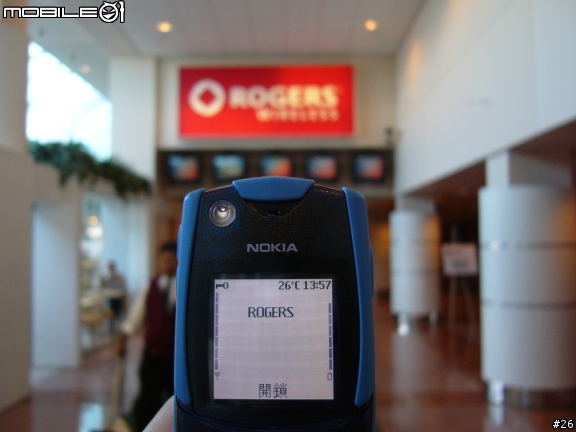 MOBILE01
ROGERS
WIRELESS
NOKIA
26°C 13:57
ROGERS
開鎖
#26